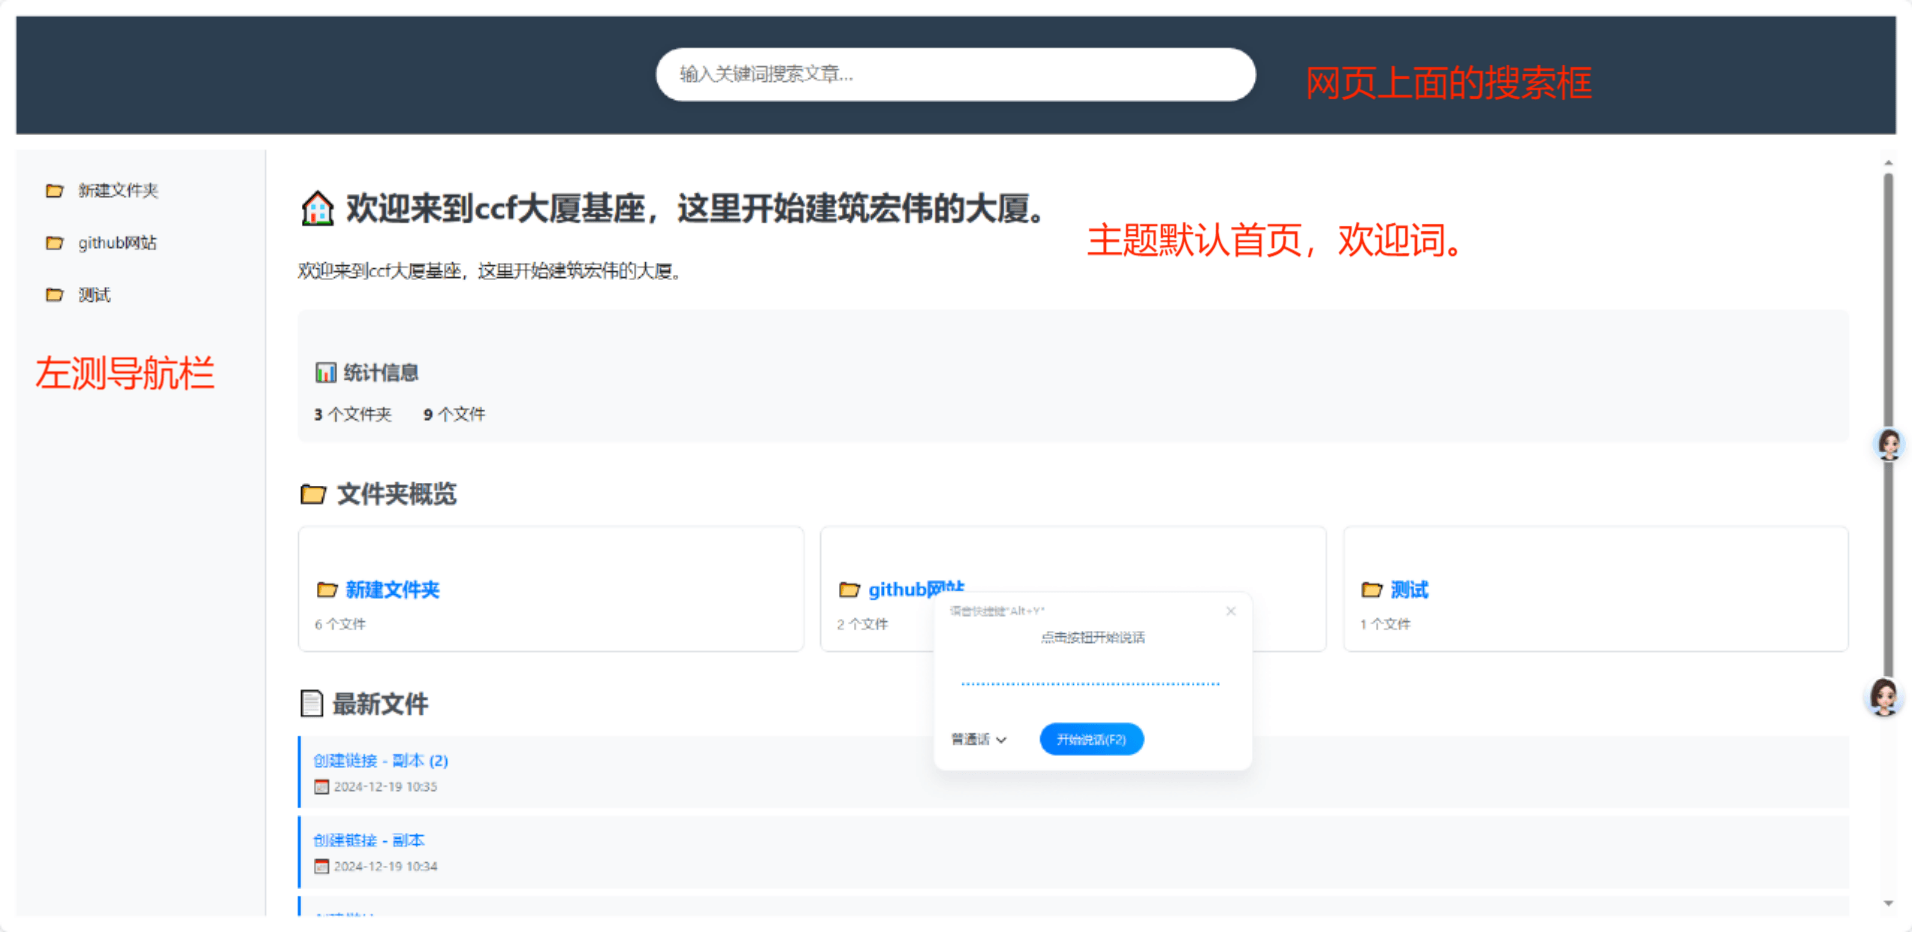 输入关键词搜索文章...
网页上面的搜索框
新建文件夹
github网站
测试
左测导航栏
欢迎来到ccf大厦基座，这里开始建筑宏伟的大厦。
主题默认首页，欢迎词。
欢迎来到ccf大厦基座，这里开始建筑宏伟的大厦。
统计信息
3 个文件夹 9 个文件
文件夹概览
新建文件夹
6 个文件
github网站
2 个文件
测试
1 个文件
语音快捷键"Alt+Y"
点击按钮开始说话
普通话
开始说话(F2)
最新文件
创建链接 - 副本 (2)
2024-12-19 10:35
创建链接 - 副本
2024-12-19 10:34